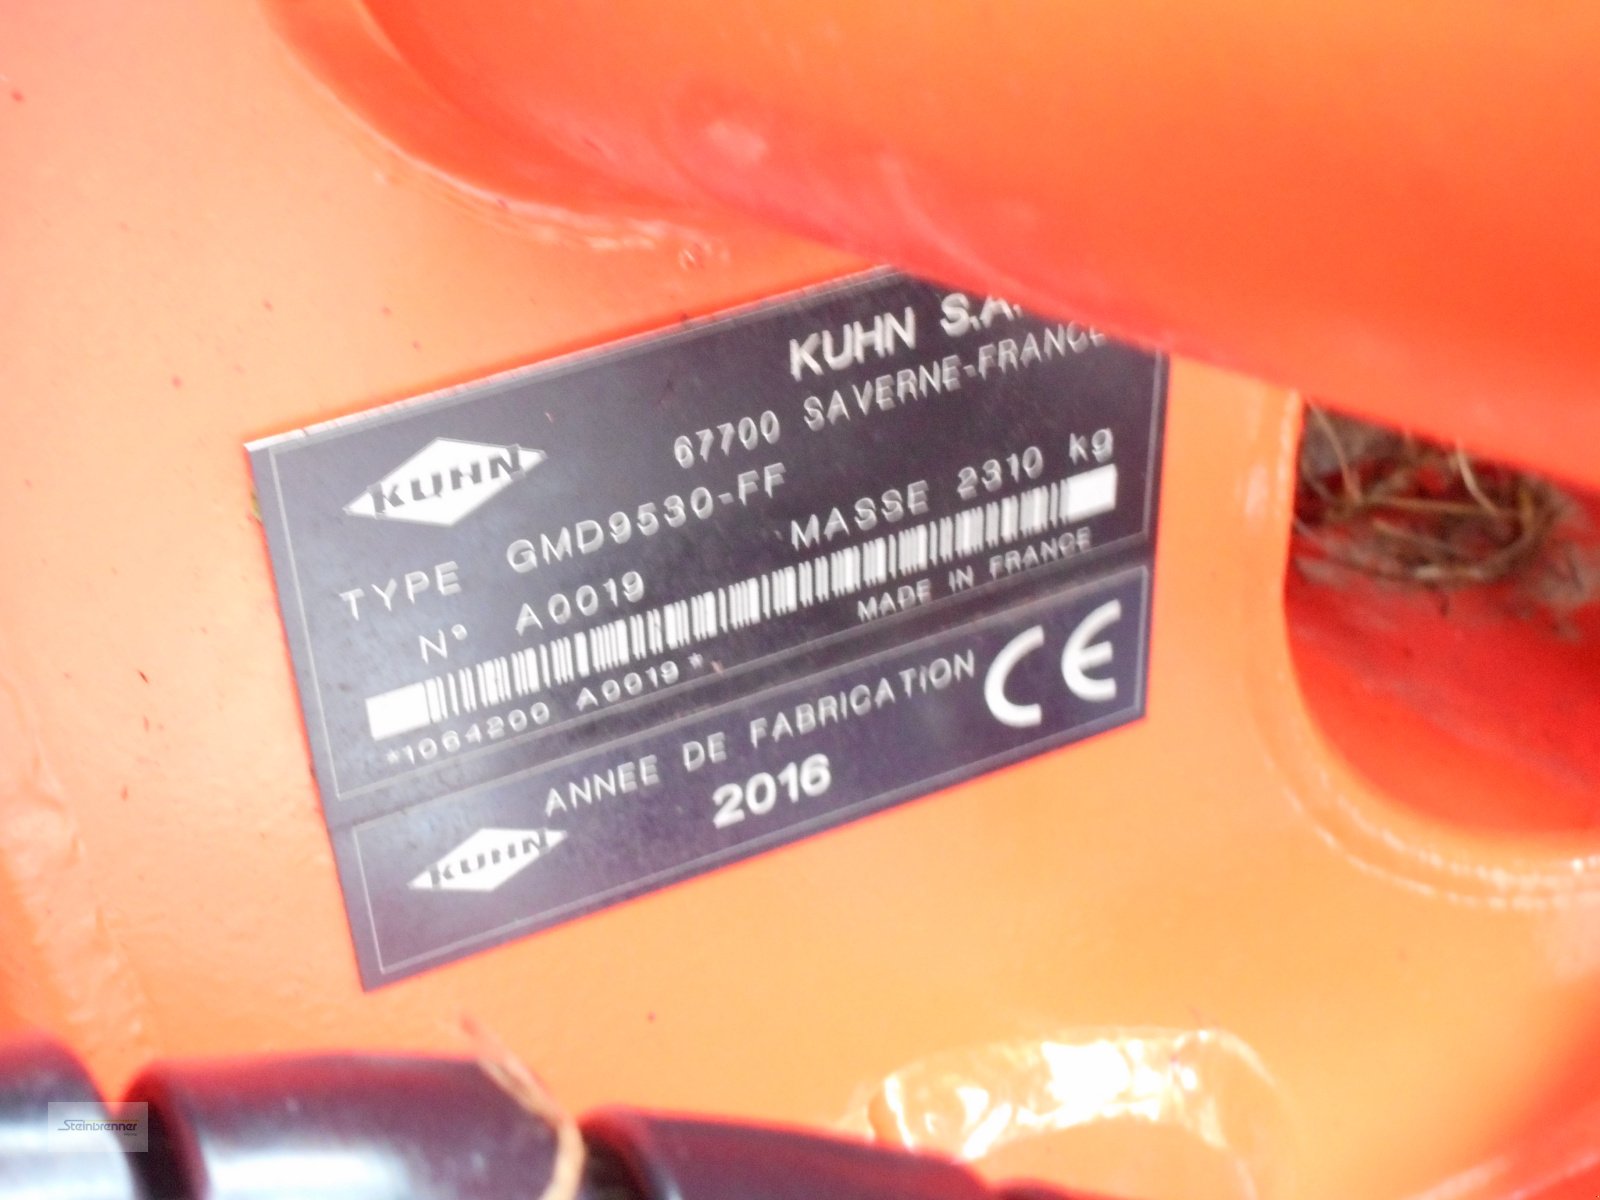 KUHN S.A.
67700 SAVERNE-FRANCE
KUHN
TYPE GMD9530-FF
N° A0019 MASSE 2310 kg
*1064200 A0019*
MADE IN FRANCE
ANNEE DE FABRICATION
CE
KUHN
2016
Steinbrenner